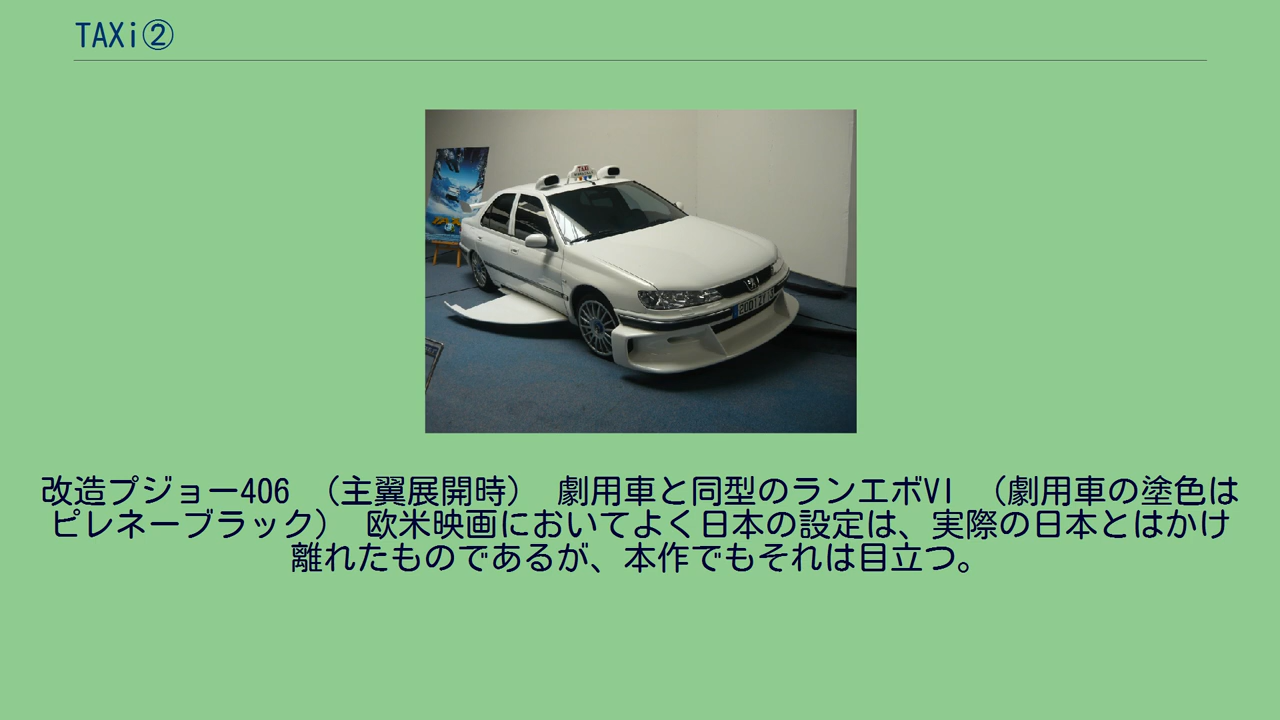 TAXi②
TAXI
改造プジョー406 （主翼展開時） 劇用車と同型のランエボVI （劇用車の塗色は
ピレネーブラック） 欧米映画においてよく日本の設定は、実際の日本とはかけ
離れたものであるが、本作でもそれは目立つ。